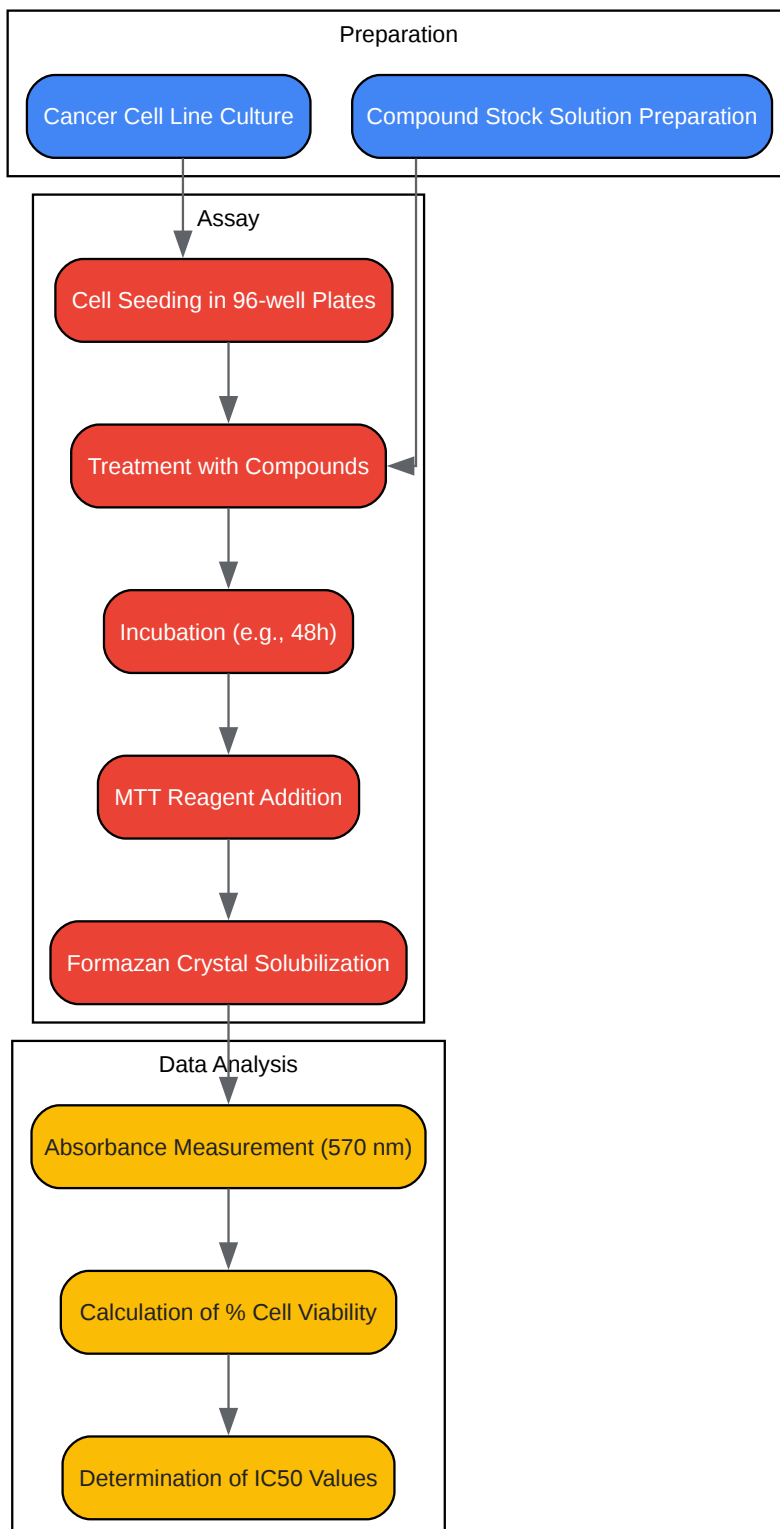 Preparation
Cancer Cell Line Culture
Compound Stock Solution Preparation
Assay
Cell Seeding in 96-well Plates
Treatment with Compounds
Incubation (e.g., 48h)
MTT Reagent Addition
Formazan Crystal Solubilization
Data Analysis
Absorbance Measurement (570 nm)
Calculation of % Cell Viability
Determination of IC50 Values